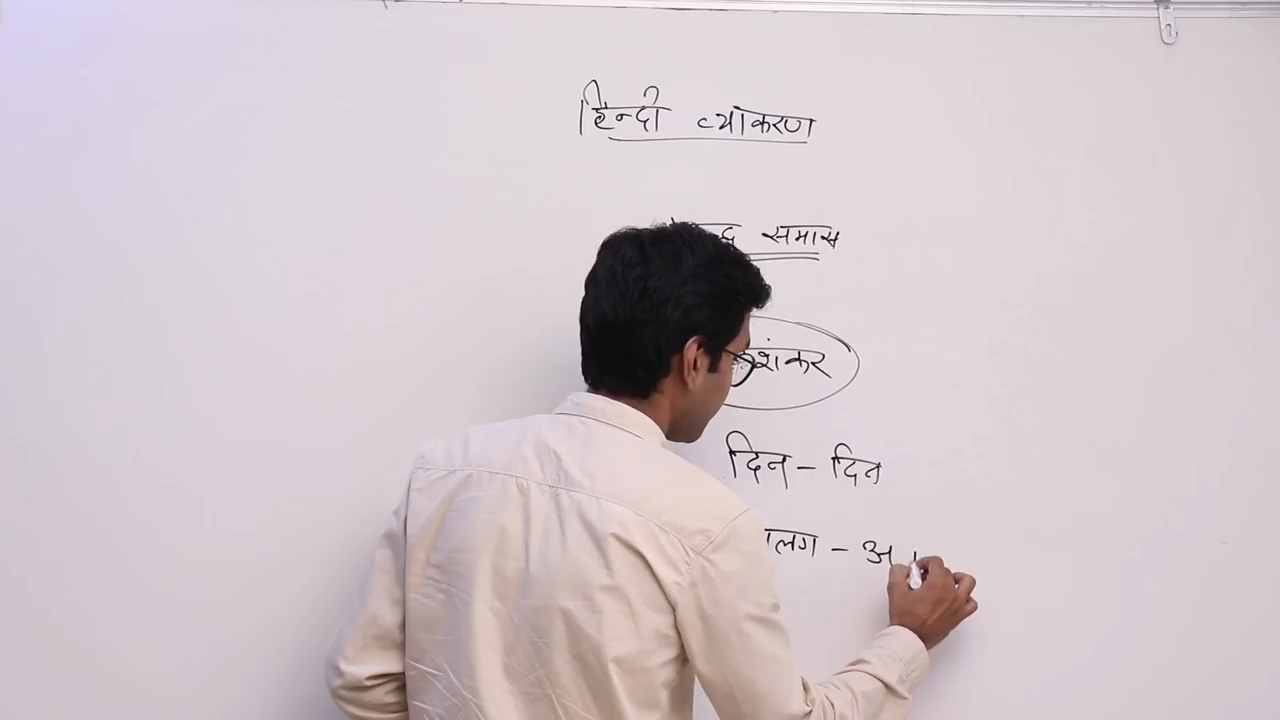 हिन्दी व्याकरण
समास
शंकर
दिन - दिन
लग - अ